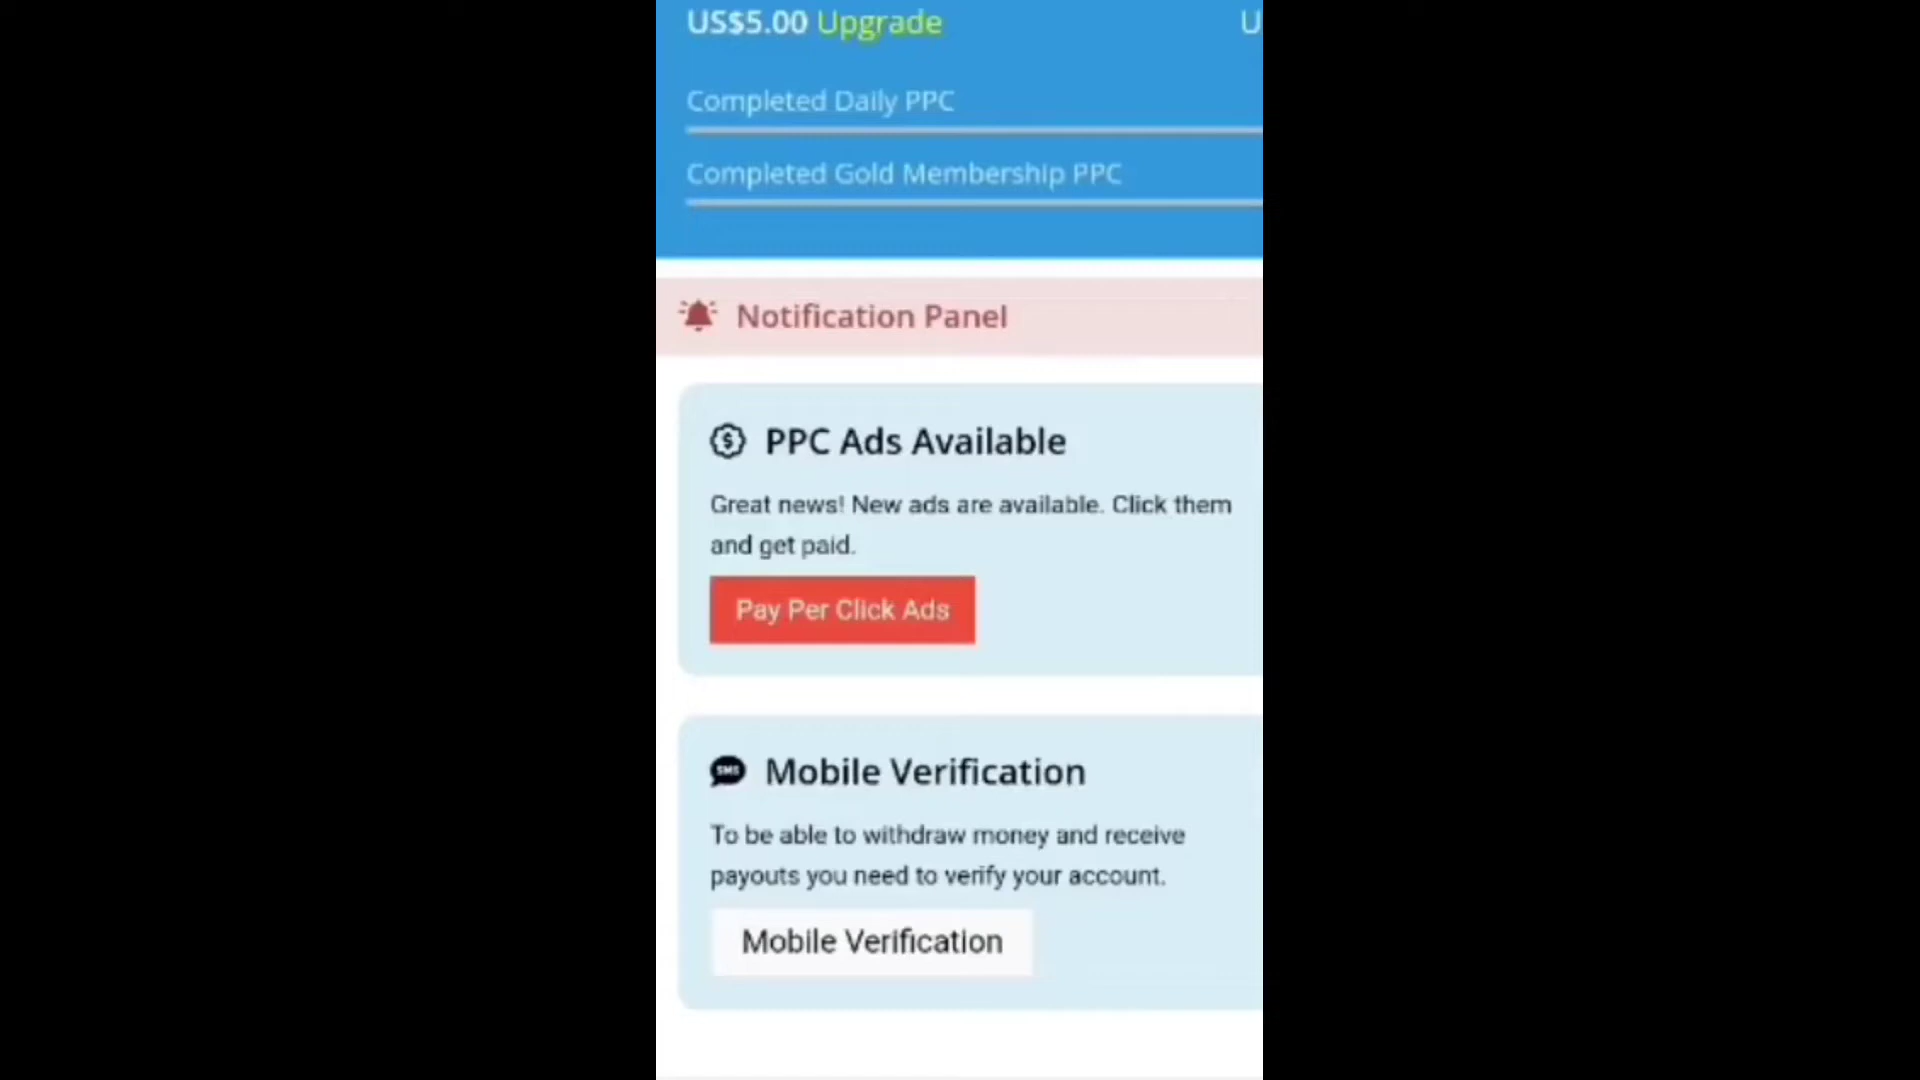 US$5.00 Upgrade
U
Completed Daily PPC
Completed Gold Membership PPC
Notification Panel
PPC Ads Available
Great news! New ads are available. Click them
and get paid.
Pay Per Click Ads
SMS
Mobile Verification
To be able to withdraw money and receive
payouts you need to verify your account.
Mobile Verification